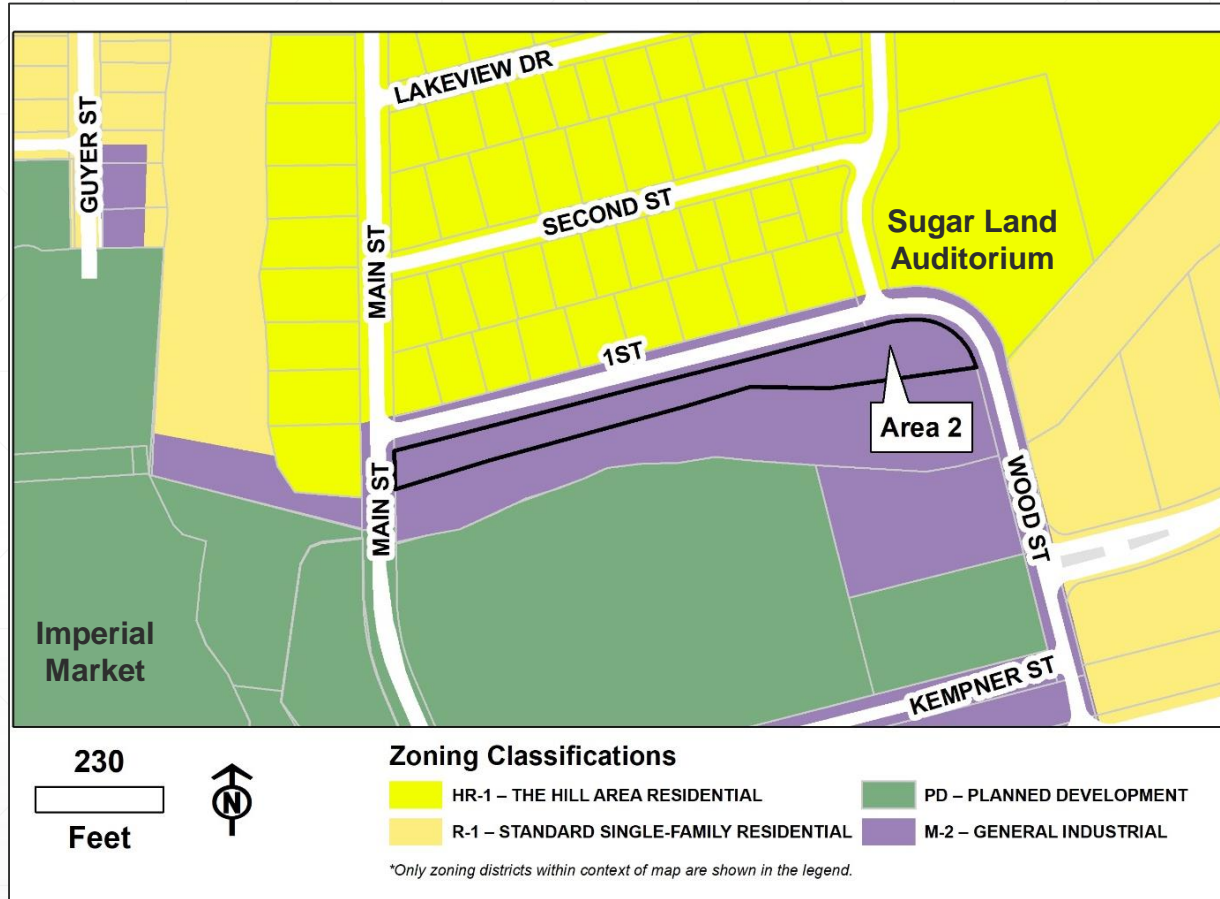 LAKEVIEW DR
GUYER ST
MAIN ST
SECOND ST
Sugar Land
Auditorium
1ST
Area 2
MAIN ST
WOOD ST
Imperial
Market
KEMPNER ST
230
Feet
N
Zoning Classifications
HR-1 – THE HILL AREA RESIDENTIAL
R-1 – STANDARD SINGLE-FAMILY RESIDENTIAL
PD – PLANNED DEVELOPMENT
M-2 – GENERAL INDUSTRIAL
*Only zoning districts within context of map are shown in the legend.